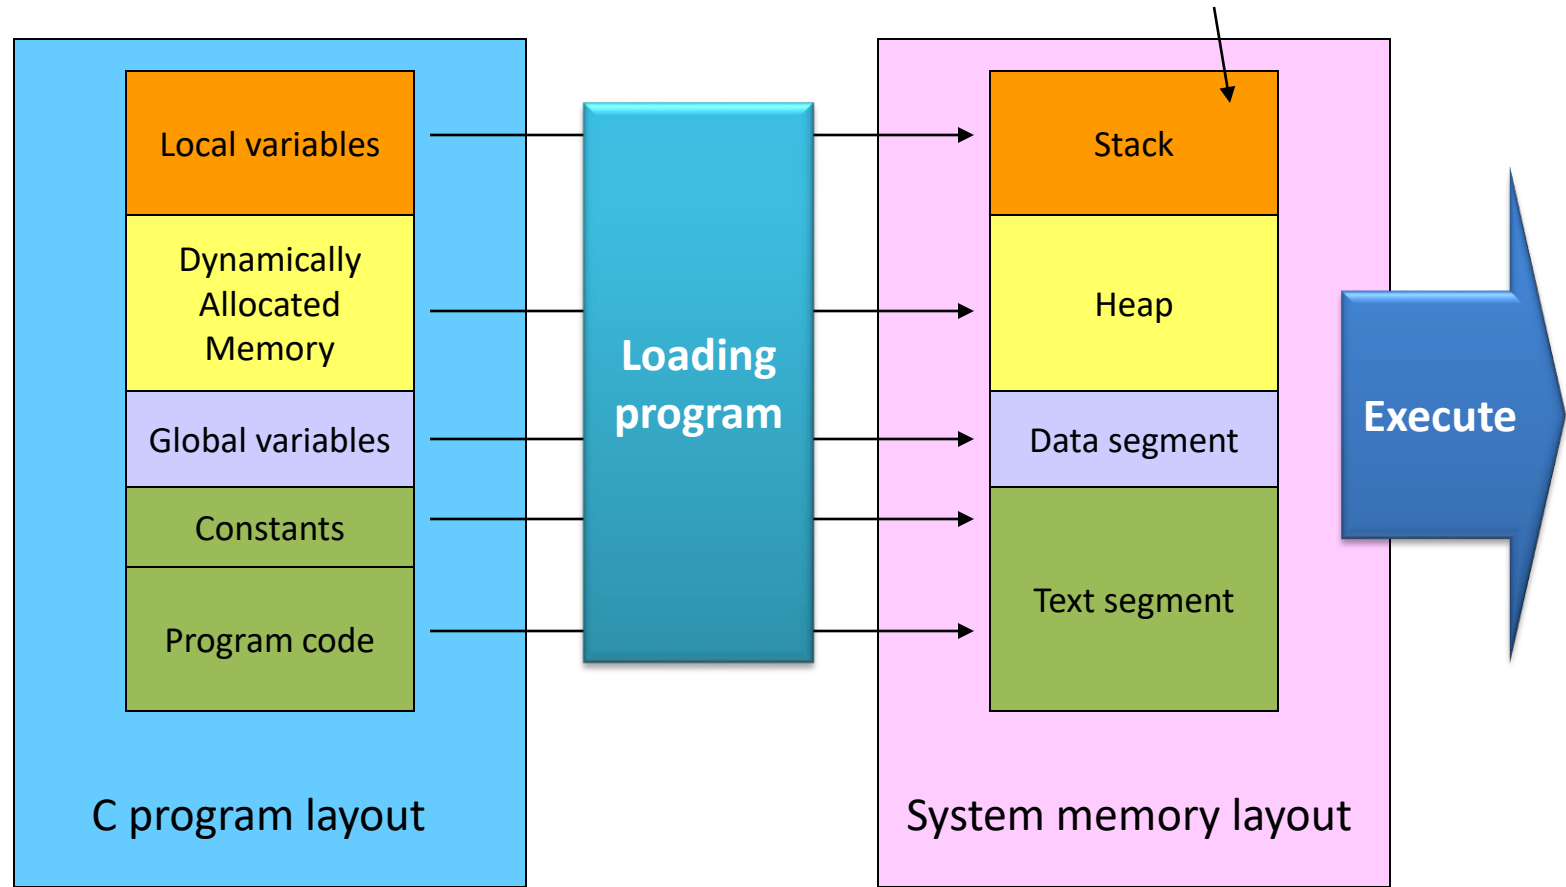 Local variables
Dynamically
Allocated
Memory
Global variables
Constants
Program code
C program layout
Loading
program
Stack
Heap
Data segment
Text segment
System memory layout
Execute